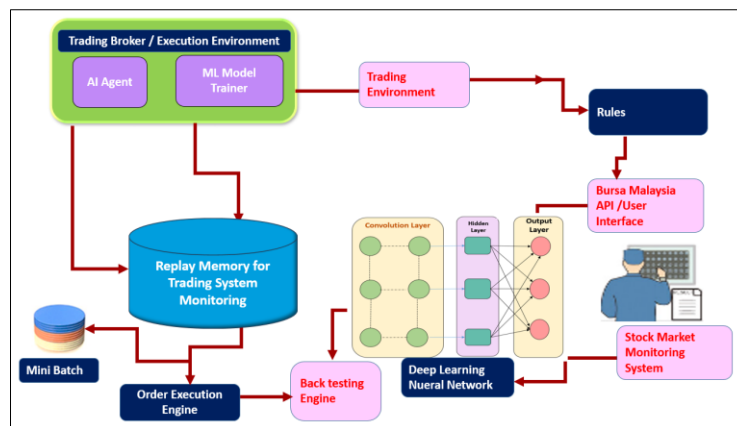 Trading Broker / Execution Environment
AI Agent
ML Model
Trainer
Trading
Environment
Rules
Bursa Malaysia
API /User
Interface
Convolution Layer
Hidden
Layer
Output
Layer
Replay Memory for
Trading System
Monitoring
Mini Batch
Order Execution
Engine
Back testing
Engine
Deep Learning
Nueral Network
Stock Market
Monitoring
System